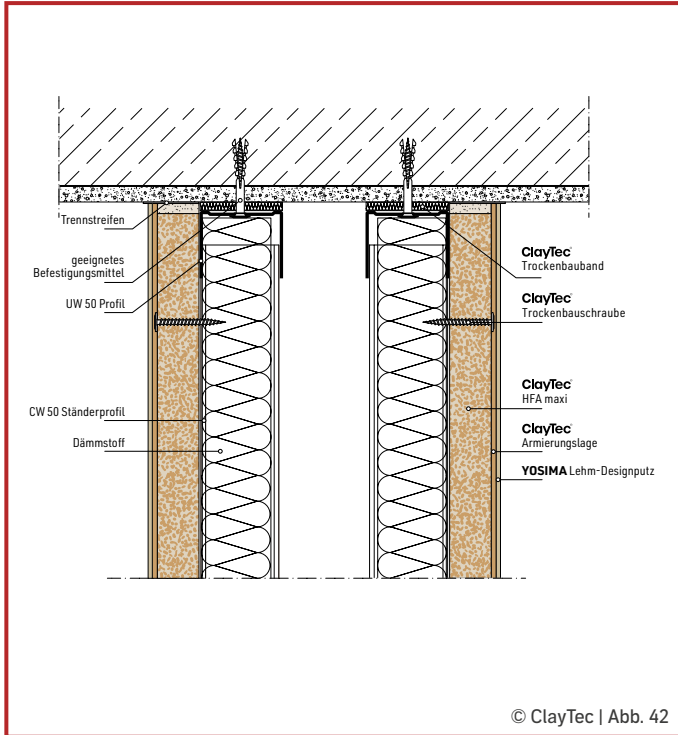 Trennstreifen
geeignetes
Befestigungsmittel
UW 50 Profil
CW 50 Ständerprofil
Dämmstoff
ClayTec®
Trockenbauband
ClayTec®
Trockenbauschraube
ClayTec®
HFA maxi
ClayTec®
Armierungslage
YOSIMA Lehm-Designputz
© ClayTec | Abb. 42